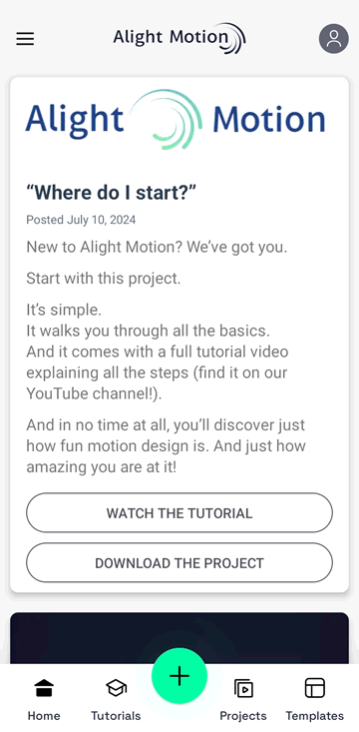 Alight Motion
Alight Motion
“Where do I start?”
Posted July 10, 2024
New to Alight Motion? We’ve got you.
Start with this project.
It’s simple.
It walks you through all the basics.
And it comes with a full tutorial video
explaining all the steps (find it on our
YouTube channel!).
And in no time at all, you’ll discover just
how fun motion design is. And just how
amazing you are at it!
WATCH THE TUTORIAL
DOWNLOAD THE PROJECT
Home
Tutorials
Projects
Templates